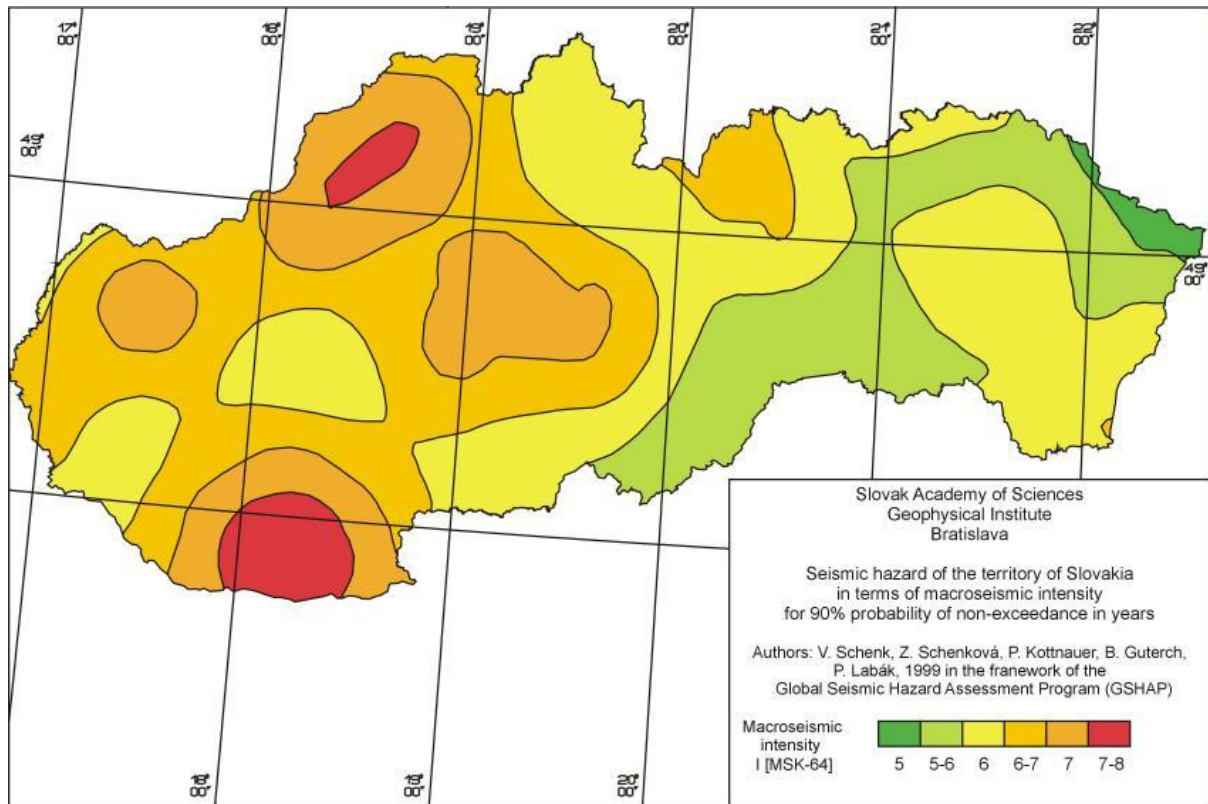 Slovak Academy of Sciences
Geophysical Institute
Bratislava
Seismic hazard of the territory of Slovakia
in terms of macroseismic intensity
for 90% probability of non-exceedance in years
Authors: V. Schenk, Z. Schenková, P. Kottnauer, B. Guterch,
P. Labák, 1999 in the franework of the
Global Seismic Hazard Assessment Program (GSHAP)
Macroseismic
intensity
I [MSK-64]
5 5-6 6 6-7 7 7-8